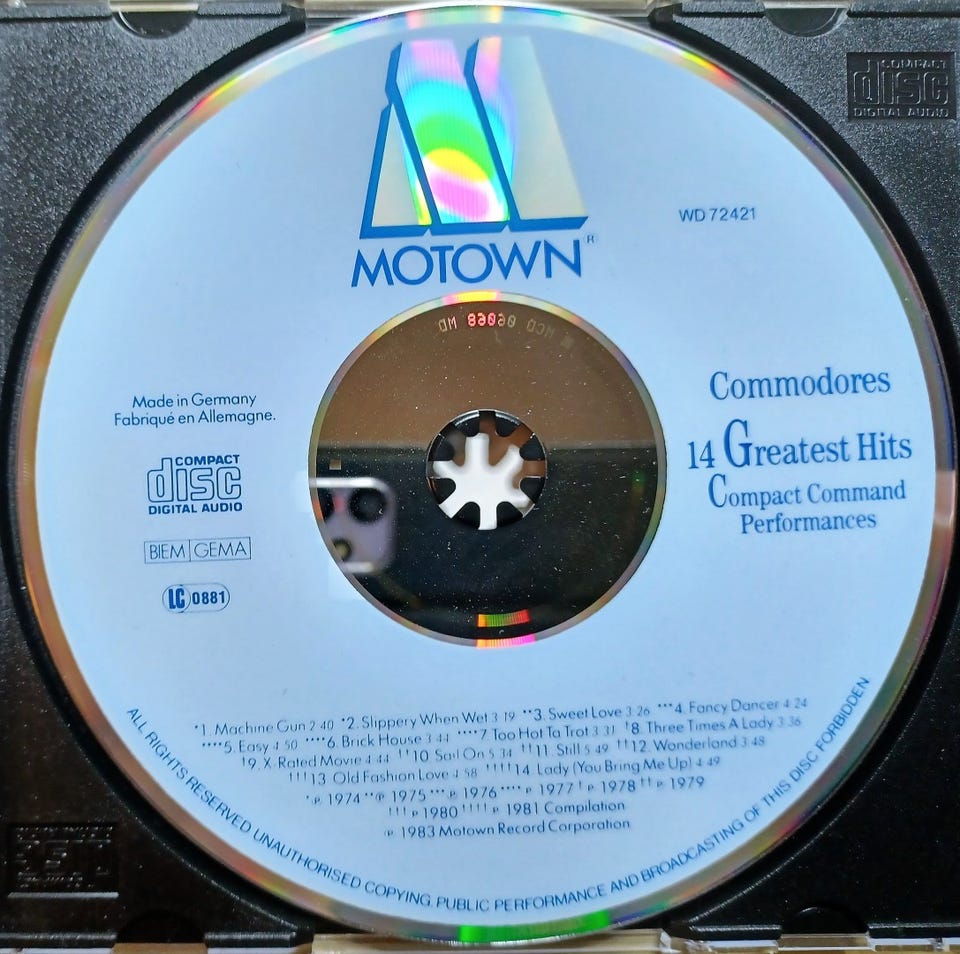 COMPACT
disc
DIGITAL AUDIO
WD 72421
MOTOWN®
Commodores
14 Greatest Hits
Compact Command
Performances
Made in Germany
Fabriqué en Allemagne.
COMPACT
disc
DIGITAL AUDIO
BIEM GEMA
LC 0881
*1. Machine Gun 2 40 *2. Slippery When Wet 3 19 **3. Sweet Love 3 26 ***4. Fancy Dancer 4 24
****5. Easy 4 50 ****6. Brick House 3 44 ****7 Too Hot To Trot 3 31 †8. Three Times A Lady 3 36
†9. X-Rated Movie 4 44 ††10 Sail On 5 34 ††11. Still 5 49 ††12. Wonderland 3 48
†††13 Old Fashion Love 4 58 ††††14. Lady (You Bring Me Up) 4 49
*℗ 1974 **℗ 1975 ***℗ 1976 ****℗ 1977 †℗ 1978 ††℗ 1979
†††℗ 1980 ††††℗ 1981 Compilation
℗ 1983 Motown Record Corporation
ALL RIGHTS RESERVED UNAUTHORISED COPYING. PUBLIC PERFORMANCE AND BROADCASTING OF THIS DISC FORBIDDEN